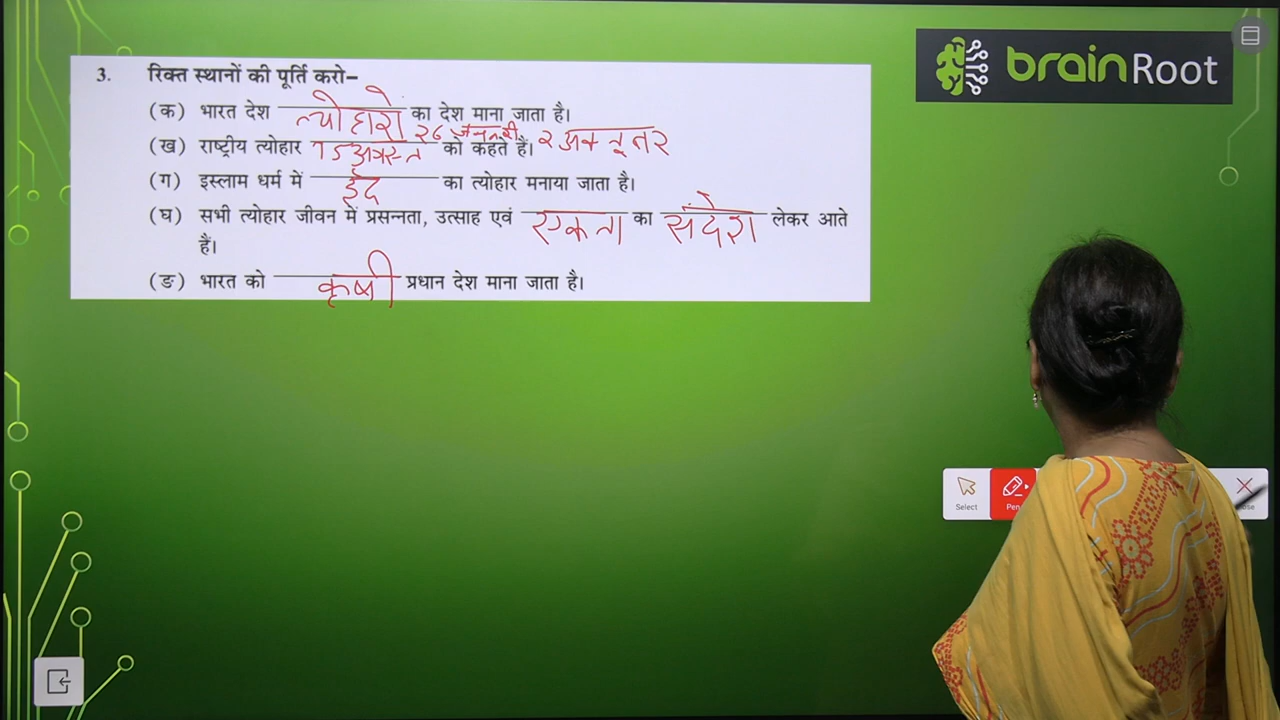 brainRoot
3. रिक्त स्थानों की पूर्ति करो–
(क) भारत देश त्योहारों का देश माना जाता है।
(ख) राष्ट्रीय त्योहार 15 अगस्त 26 जनवरी को कहते हैं। 2 अक्तूबर
(ग) इस्लाम धर्म में ईद का त्योहार मनाया जाता है।
(घ) सभी त्योहार जीवन में प्रसन्नता, उत्साह एवं एकता का संदेश लेकर आते
हैं।
(ङ) भारत को कृषी प्रधान देश माना जाता है।
Select
Pen